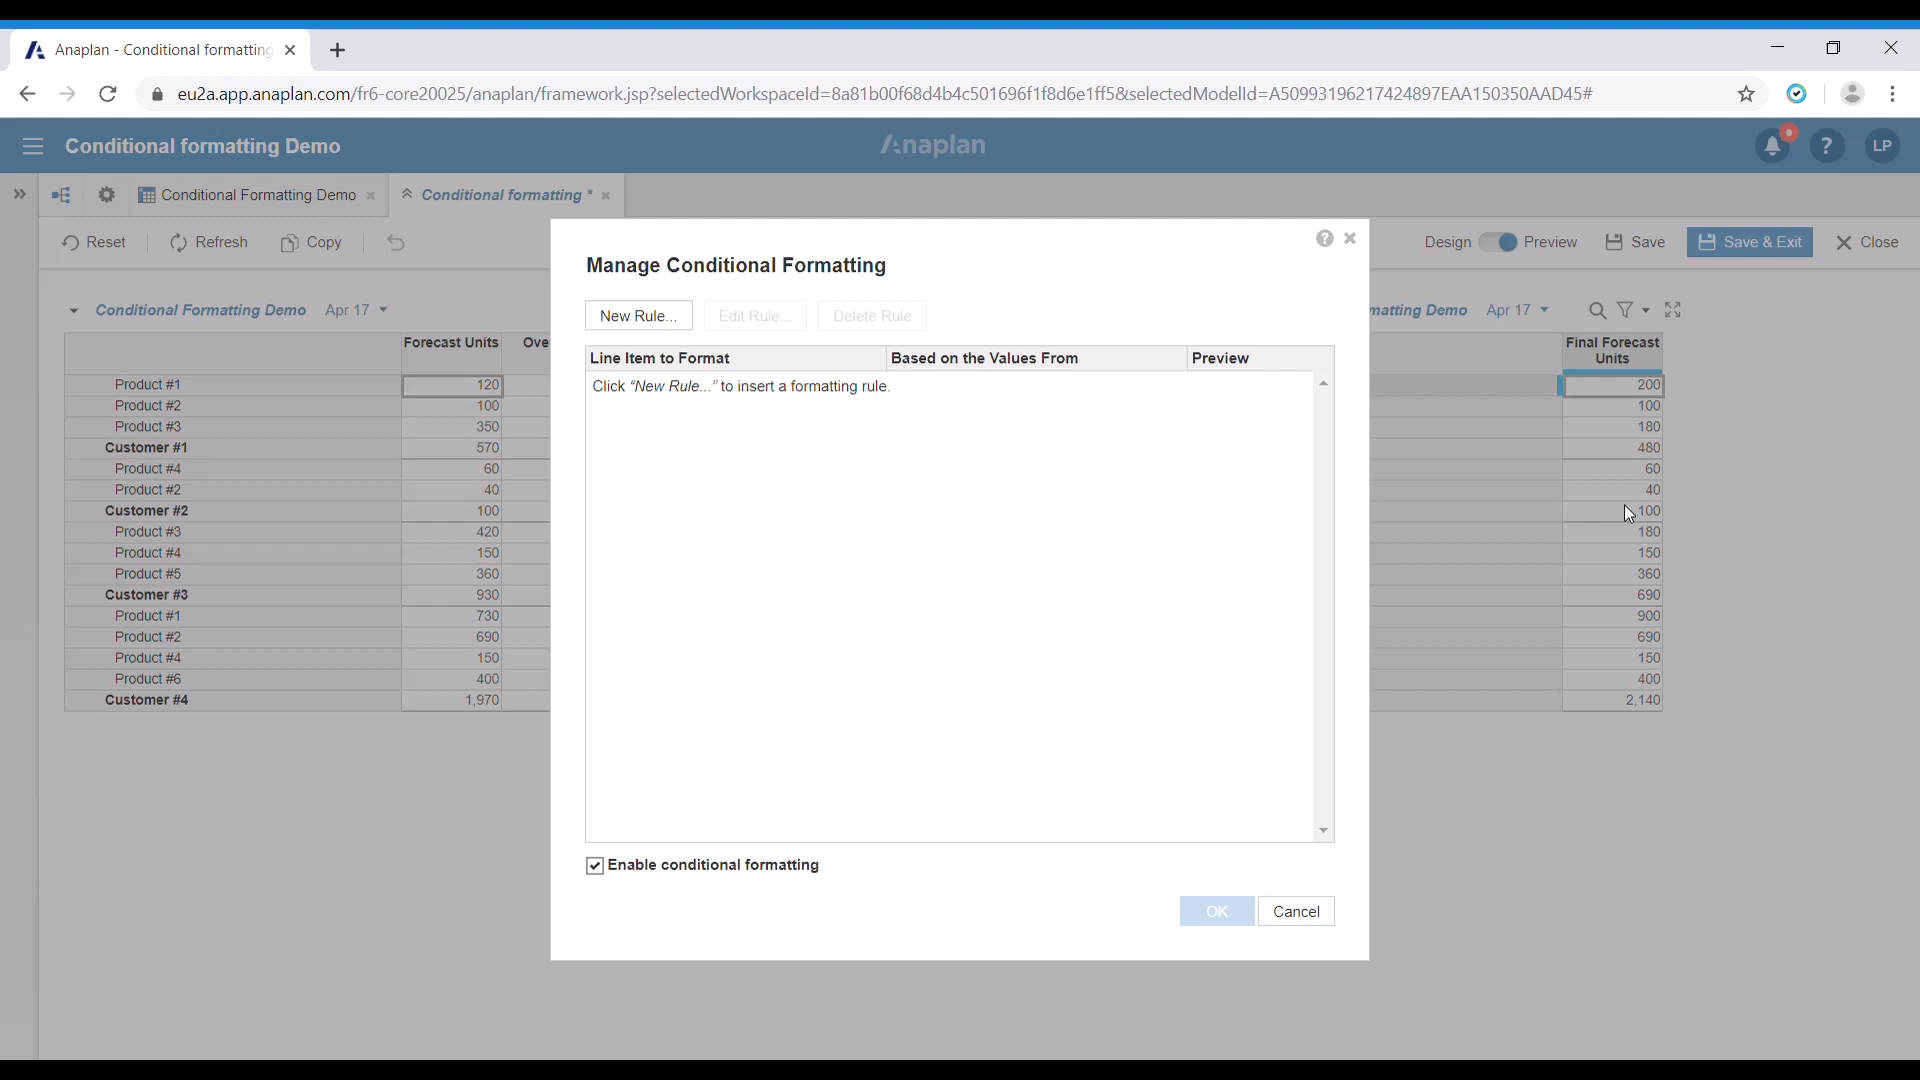 Anaplan - Conditional formatting
eu2a.app.anaplan.com/fr6-core20025/anaplan/framework.jsp?selectedWorkspaceId=8a81b00f68d4b4c501696f1f8d6e1ff5&selectedModelId=A50993196217424897EAA150350AAD45#
Conditional formatting Demo Anaplan ? LP
Conditional Formatting Demo Conditional formatting *
Reset Refresh Copy Design Preview Save Save & Exit Close
Manage Conditional Formatting
New Rule... Edit Rule... Delete Rule
Line Item to Format Based on the Values From Preview
Click "New Rule..." to insert a formatting rule.
Enable conditional formatting
OK Cancel
Conditional Formatting Demo Apr 17 matting Demo Apr 17
Forecast Units Ove Final Forecast
Units
Product #1 120 200
Product #2 100 100
Product #3 350 180
Customer #1 570 480
Product #4 60 60
Product #2 40 40
Customer #2 100 100
Product #3 420 180
Product #4 150 150
Product #5 360 360
Customer #3 930 690
Product #1 730 900
Product #2 690 690
Product #4 150 150
Product #6 400 400
Customer #4 1,970 2,140